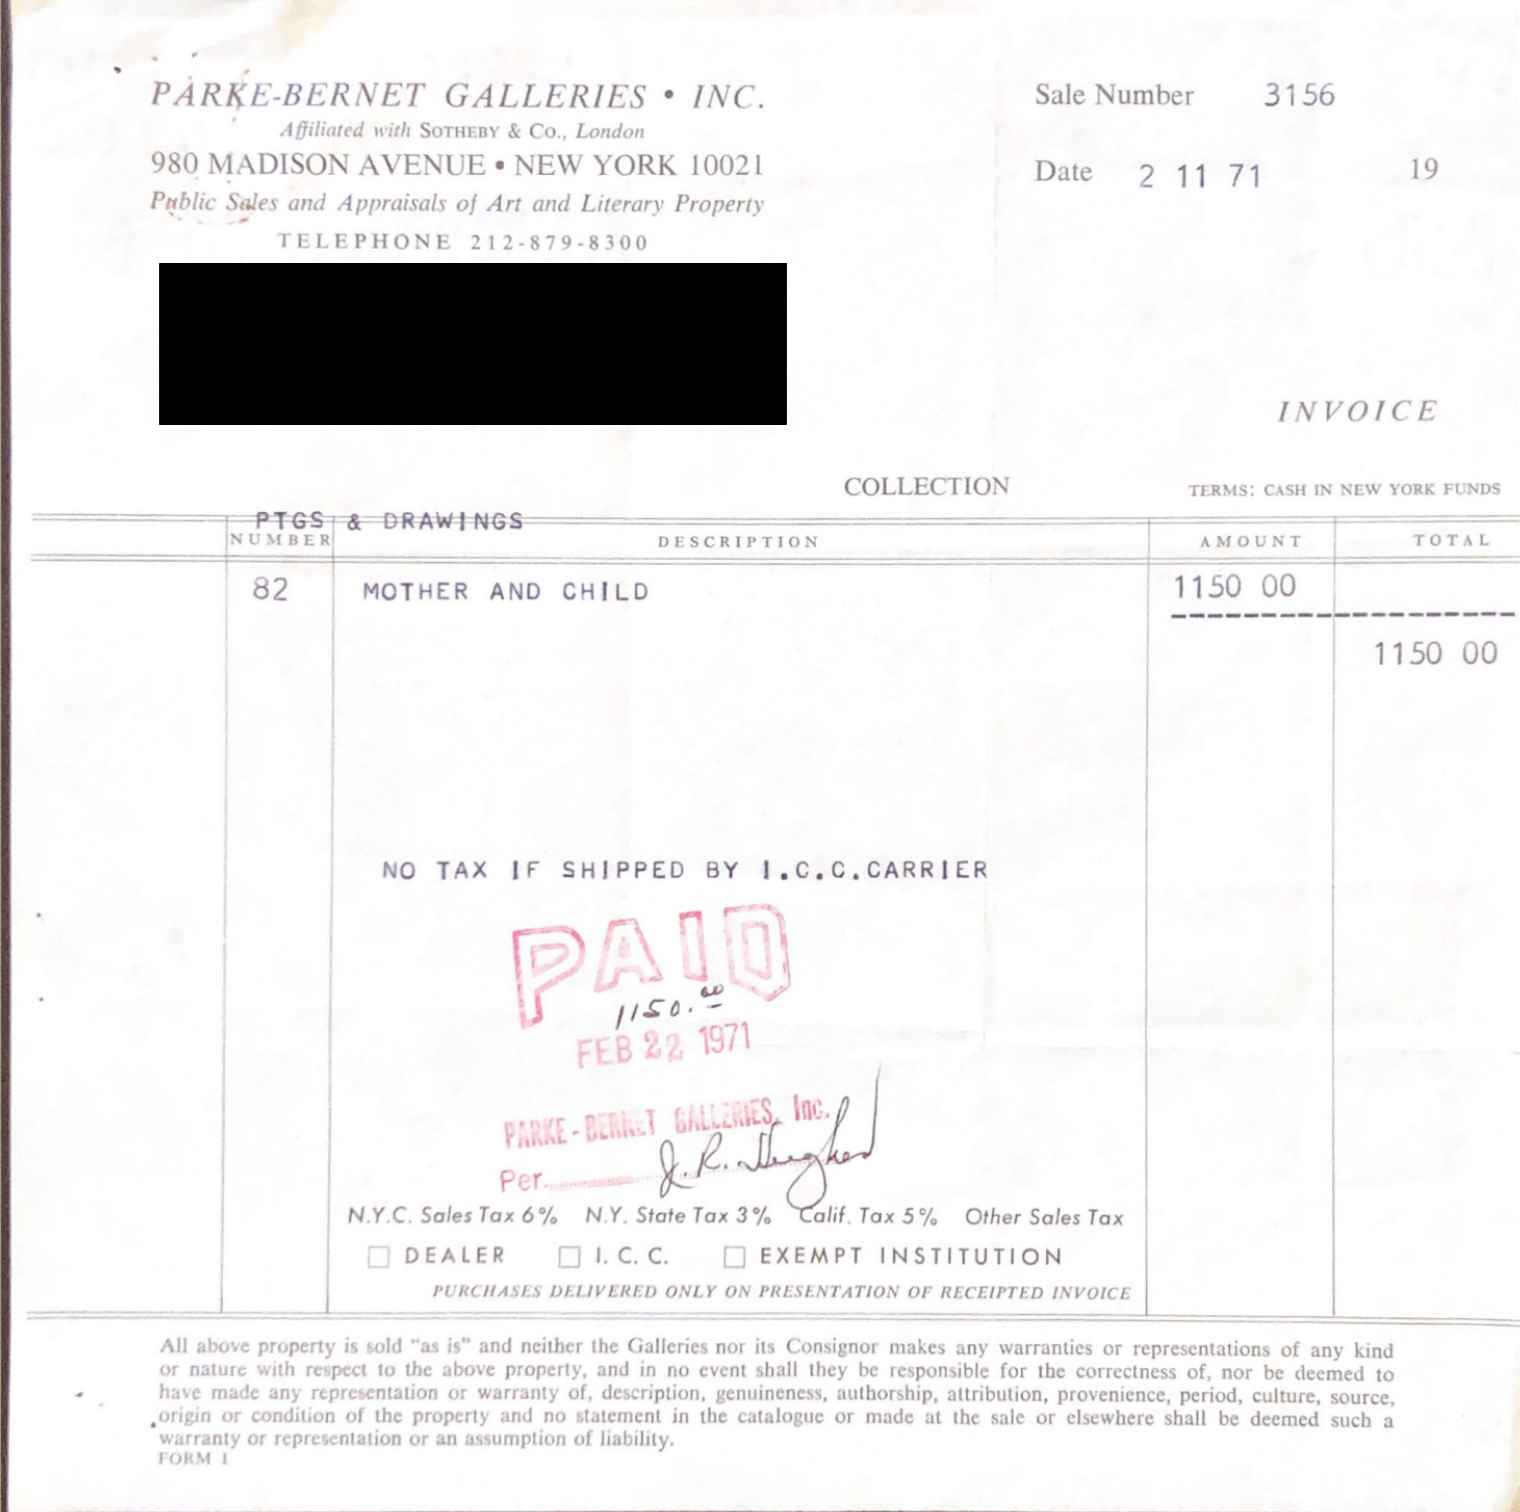 PARKE-BERNET GALLERIES • INC.
Affiliated with SOTHEBY & Co., London
980 MADISON AVENUE • NEW YORK 10021
Public Sales and Appraisals of Art and Literary Property
TELEPHONE 212-879-8300
Sale Number 3156
Date 2 11 71 19
INVOICE
COLLECTION
TERMS: CASH IN NEW YORK FUNDS
PTGS & DRAWINGS
NUMBER DESCRIPTION AMOUNT TOTAL
82 MOTHER AND CHILD 1150 00
1150 00
NO TAX IF SHIPPED BY I.C.C.CARRIER
PAID
1150.00
FEB 22 1971
PARKE-BERNET GALLERIES, Inc.
Per. J. R. Hughes
N.Y.C. Sales Tax 6% N.Y. State Tax 3% Calif. Tax 5% Other Sales Tax
DEALER I. C. C. EXEMPT INSTITUTION
PURCHASES DELIVERED ONLY ON PRESENTATION OF RECEIPTED INVOICE
All above property is sold "as is" and neither the Galleries nor its Consignor makes any warranties or representations of any kind
or nature with respect to the above property, and in no event shall they be responsible for the correctness of, nor be deemed to
have made any representation or warranty of, description, genuineness, authorship, attribution, provenience, period, culture, source,
origin or condition of the property and no statement in the catalogue or made at the sale or elsewhere shall be deemed such a
warranty or representation or an assumption of liability.
FORM 1